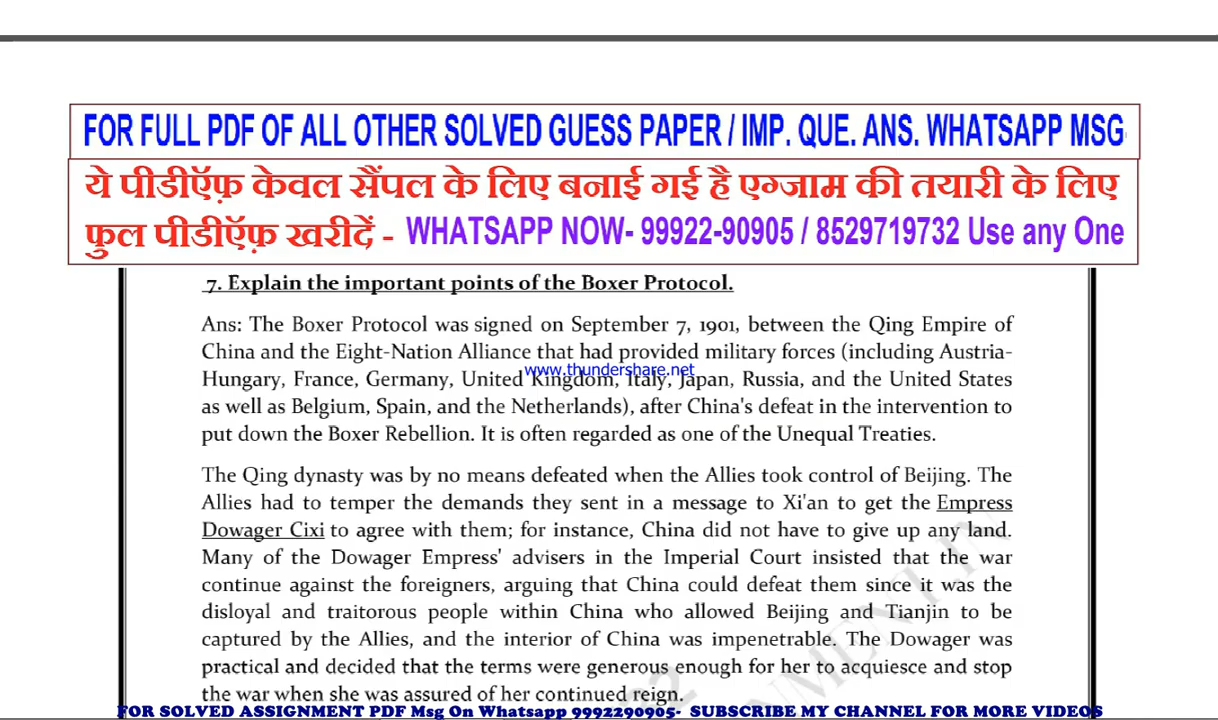 FOR FULL PDF OF ALL OTHER SOLVED GUESS PAPER / IMP. QUE. ANS. WHATSAPP MSG
ये पीडीऍफ़ केवल सैंपल के लिए बनाई गई है एग्जाम की तयारी के लिए
फुल पीडीऍफ़ खरीदें - WHATSAPP NOW- 99922-90905 / 8529719732 Use any One
7. Explain the important points of the Boxer Protocol.
Ans: The Boxer Protocol was signed on September 7, 1901, between the Qing Empire of
China and the Eight-Nation Alliance that had provided military forces (including Austria-
www.thundershare.net
Hungary, France, Germany, United Kingdom, Italy, Japan, Russia, and the United States
as well as Belgium, Spain, and the Netherlands), after China's defeat in the intervention to
put down the Boxer Rebellion. It is often regarded as one of the Unequal Treaties.
The Qing dynasty was by no means defeated when the Allies took control of Beijing. The
Allies had to temper the demands they sent in a message to Xi'an to get the Empress
Dowager Cixi to agree with them; for instance, China did not have to give up any land.
Many of the Dowager Empress' advisers in the Imperial Court insisted that the war
continue against the foreigners, arguing that China could defeat them since it was the
disloyal and traitorous people within China who allowed Beijing and Tianjin to be
captured by the Allies, and the interior of China was impenetrable. The Dowager was
practical and decided that the terms were generous enough for her to acquiesce and stop
the war when she was assured of her continued reign.
FOR SOLVED ASSIGNMENT PDF Msg On Whatsapp 9992290905- SUBSCRIBE MY CHANNEL FOR MORE VIDEOS